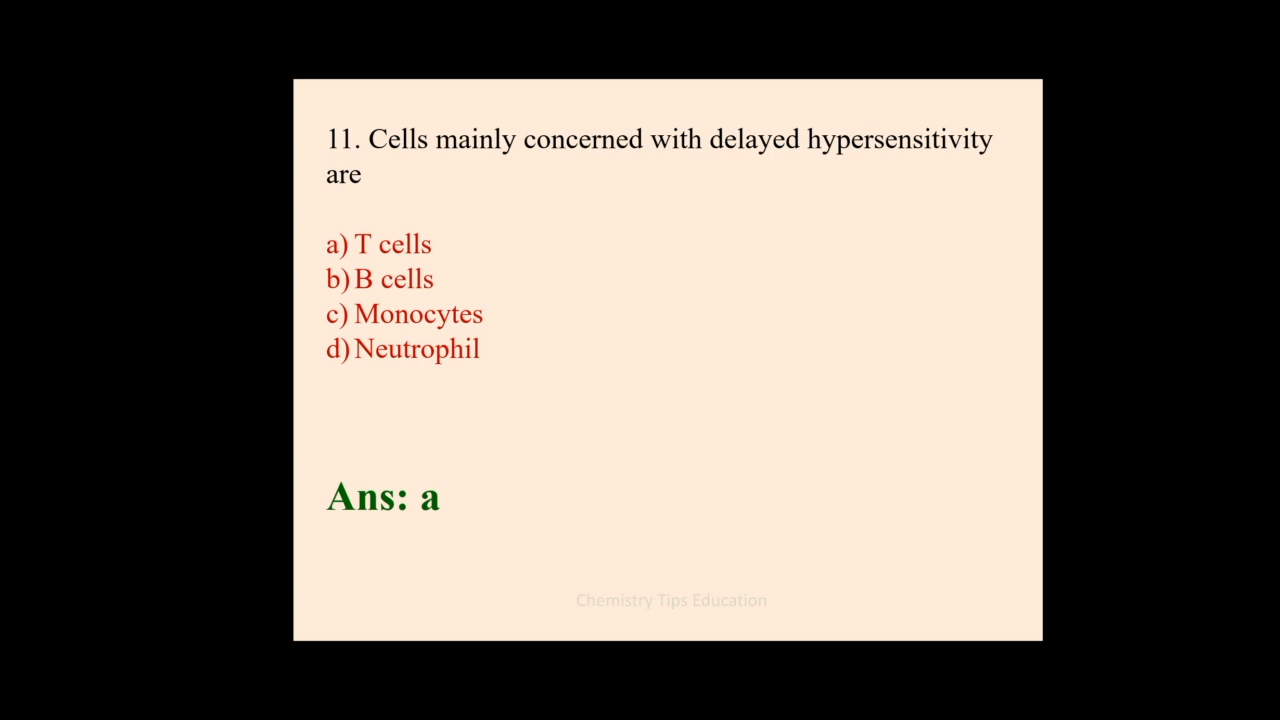 11. Cells mainly concerned with delayed hypersensitivity
are
a) T cells
b) B cells
c) Monocytes
d) Neutrophil
Ans: a
Chemistry Tips Education